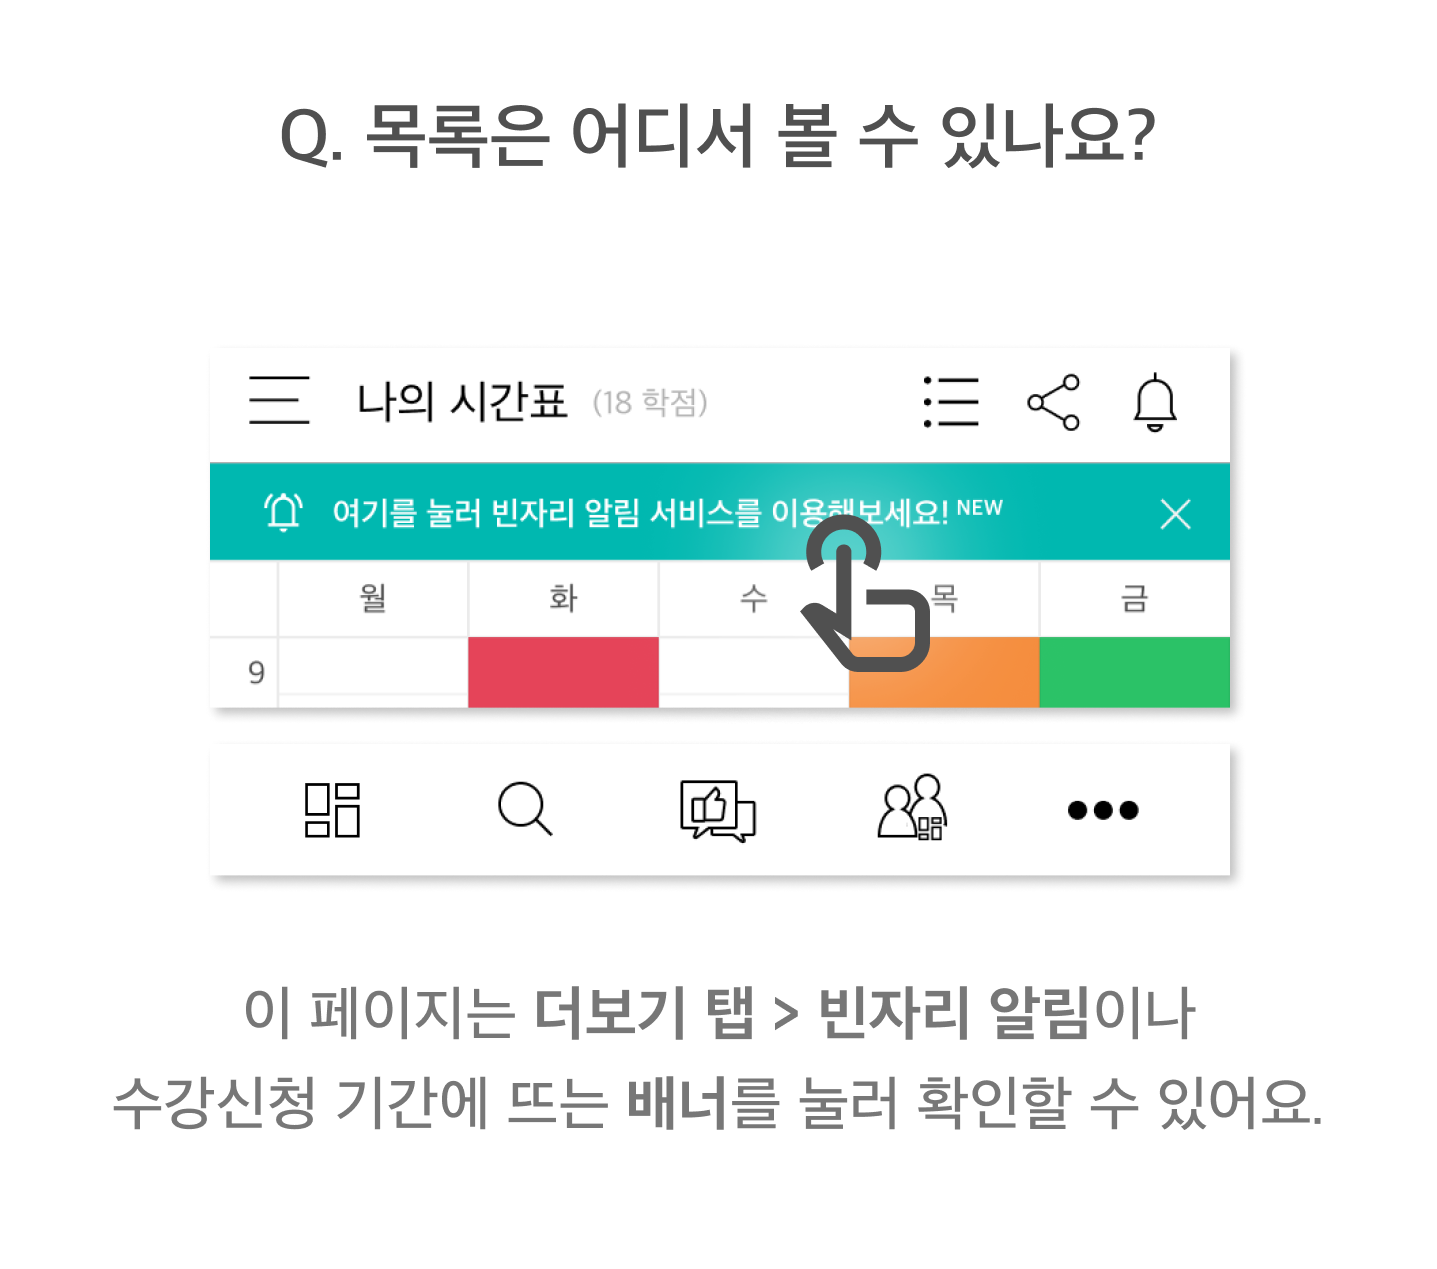 Q. 목록은 어디서 볼 수 있나요?
나의 시간표 (18 학점)
여기를 눌러 빈자리 알림 서비스를 이용해보세요! NEW
월 화 수 목 금
9
이 페이지는 더보기 탭 > 빈자리 알림이나
수강신청 기간에 뜨는 배너를 눌러 확인할 수 있어요.